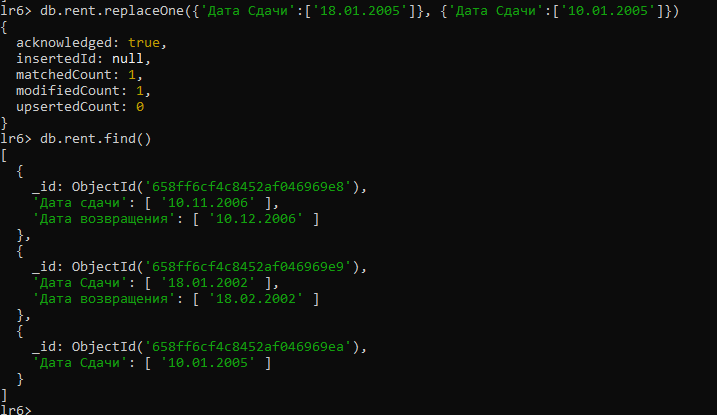 lr6> db.rent.replaceOne({'Дата Сдачи':['18.01.2005']}, {'Дата Сдачи':['10.01.2005']})
{
  acknowledged: true,
  insertedId: null,
  matchedCount: 1,
  modifiedCount: 1,
  upsertedCount: 0
}
lr6> db.rent.find()
[
  {
    _id: ObjectId('658ff6cf4c8452af046969e8'),
    'Дата сдачи': [ '10.11.2006' ],
    'Дата возвращения': [ '10.12.2006' ]
  },
  {
    _id: ObjectId('658ff6cf4c8452af046969e9'),
    'Дата Сдачи': [ '18.01.2002' ],
    'Дата возвращения': [ '18.02.2002' ]
  },
  {
    _id: ObjectId('658ff6cf4c8452af046969ea'),
    'Дата Сдачи': [ '10.01.2005' ]
  }
]
lr6>